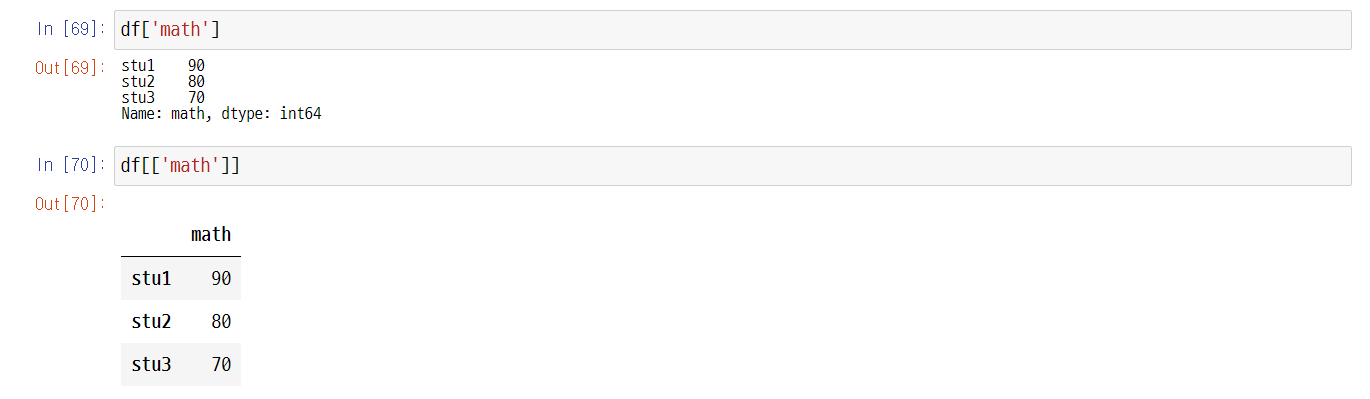 In [69]: df['math']
Out[69]: stu1    90
stu2    80
stu3    70
Name: math, dtype: int64
In [70]: df[['math']]
Out[70]:
math
stu1 90
stu2 80
stu3 70